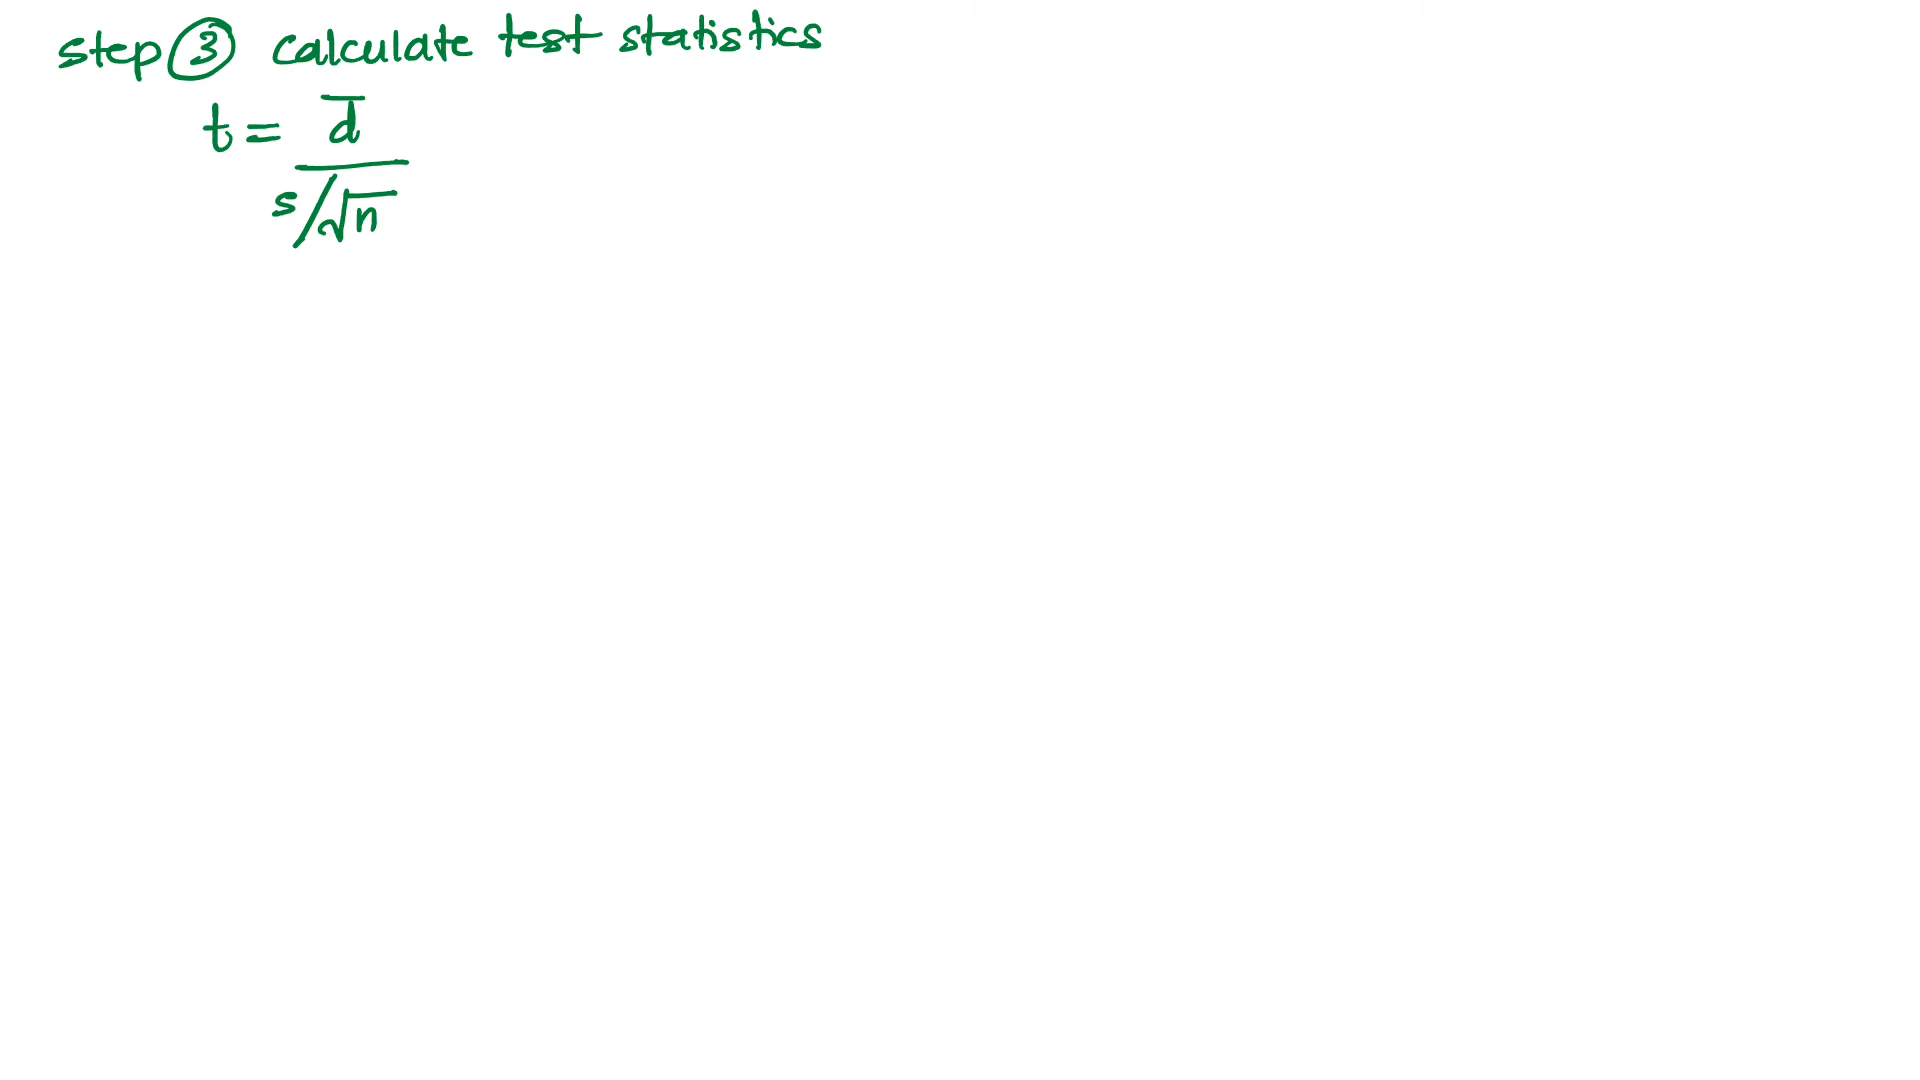 step ③ calculate test statistics
t = d̅
s/√n